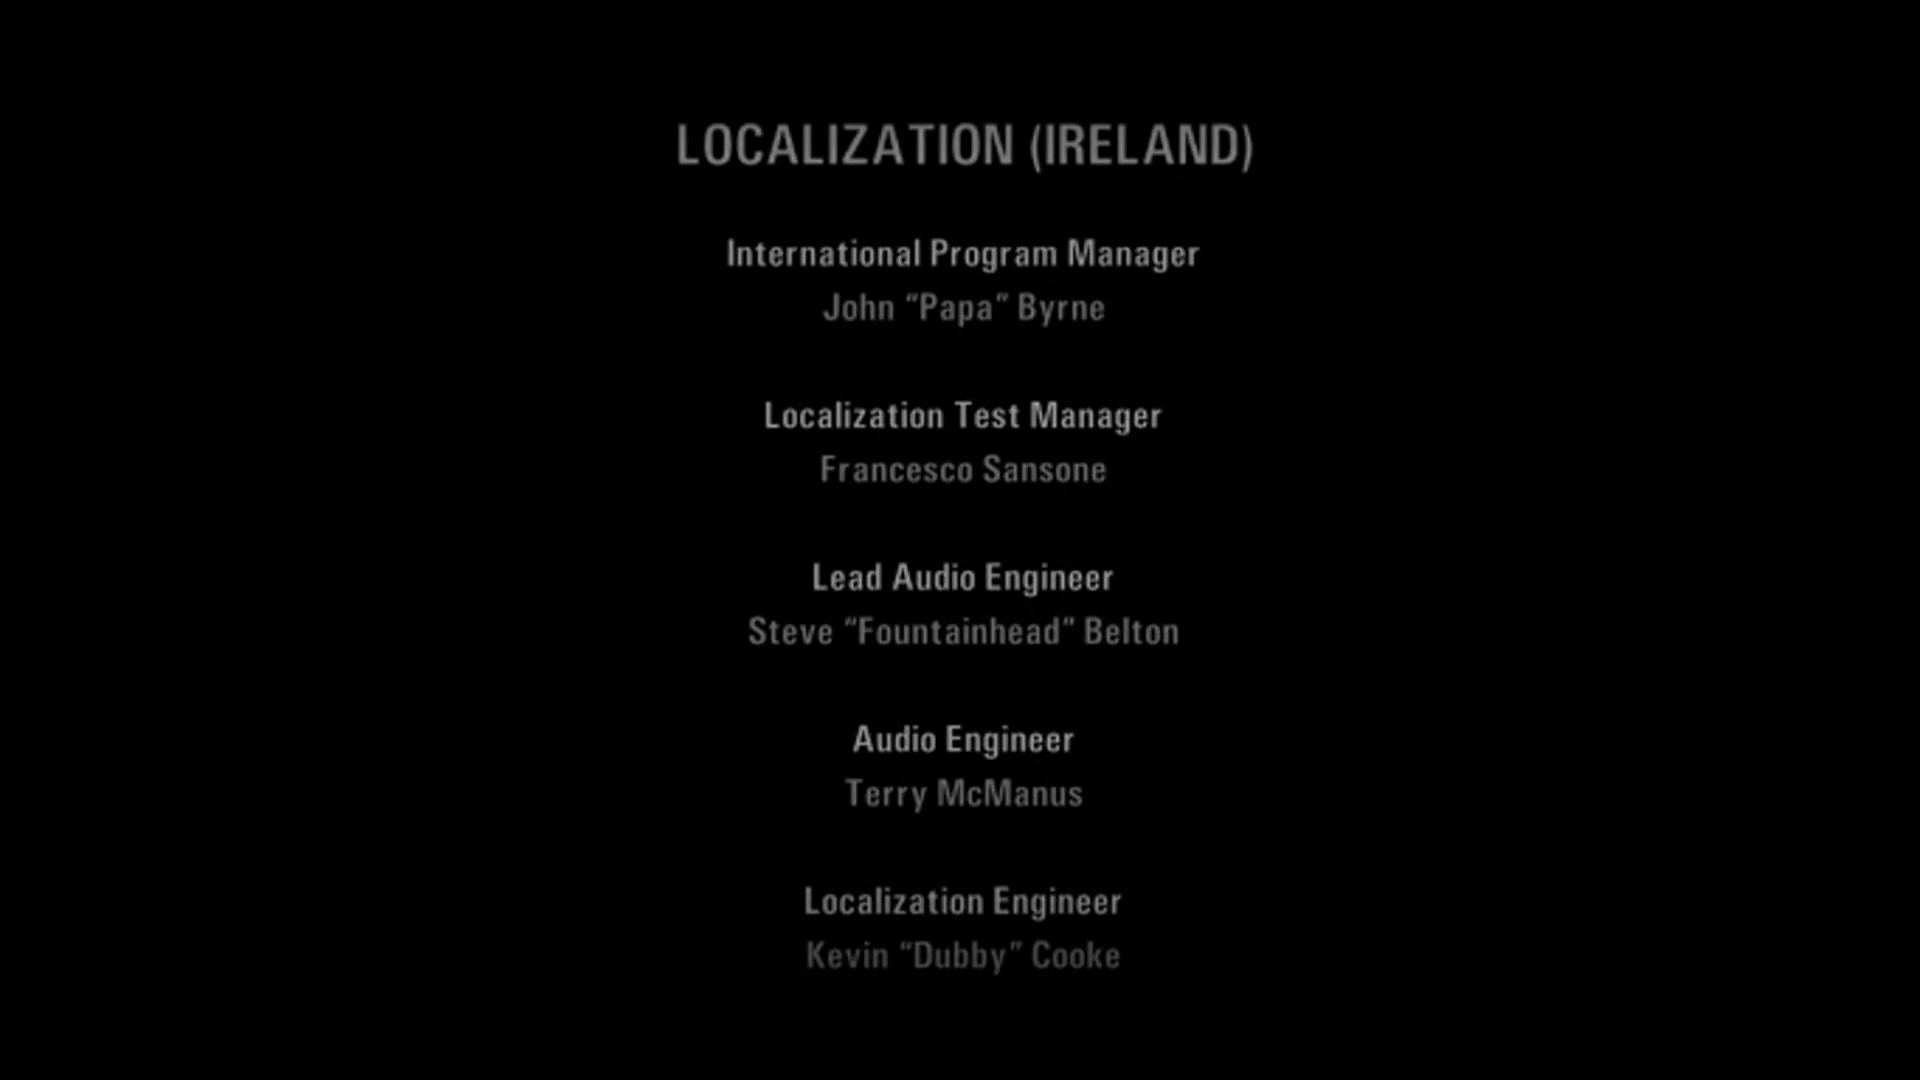 LOCALIZATION (IRELAND)
International Program Manager
John “Papa” Byrne
Localization Test Manager
Francesco Sansone
Lead Audio Engineer
Steve “Fountainhead” Belton
Audio Engineer
Terry McManus
Localization Engineer
Kevin “Dubby” Cooke